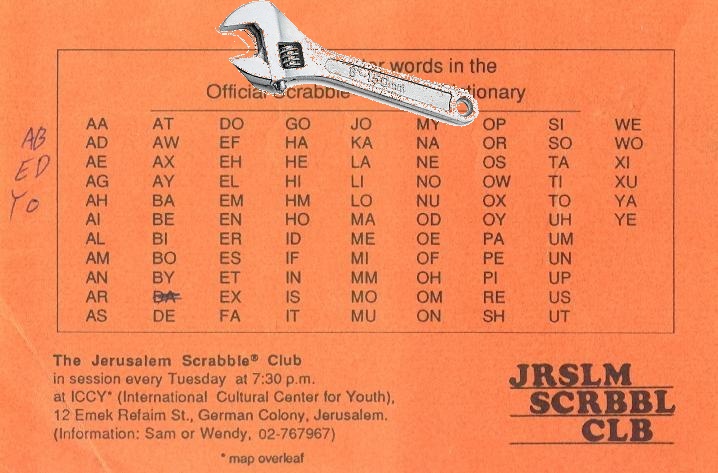 words in the
Official Scrabble
AA AT DO GO JO MY OP SI WE
AD AW EF HA KA NA OR SO WO
AE AX EH HE LA NE OS TA XI
AG AY EL HI LI NO OW TI XU
AH BA EM HM LO NU OX TO YA
AI BE EN HO MA OD OY UH YE
AL BI ER ID ME OE PA UM
AM BO ES IF MI OF PE UN
AN BY ET IN MM OH PI UP
AR DA EX IS MO OM RE US
AS DE FA IT MU ON SH UT
AB
ED
YO
The Jerusalem Scrabble® Club
in session every Tuesday at 7:30 p.m.
at ICCY* (International Cultural Center for Youth),
12 Emek Refaim St., German Colony, Jerusalem.
(Information: Sam or Wendy, 02-767967)
* map overleaf
JRSLM
SCRBBL
CLB